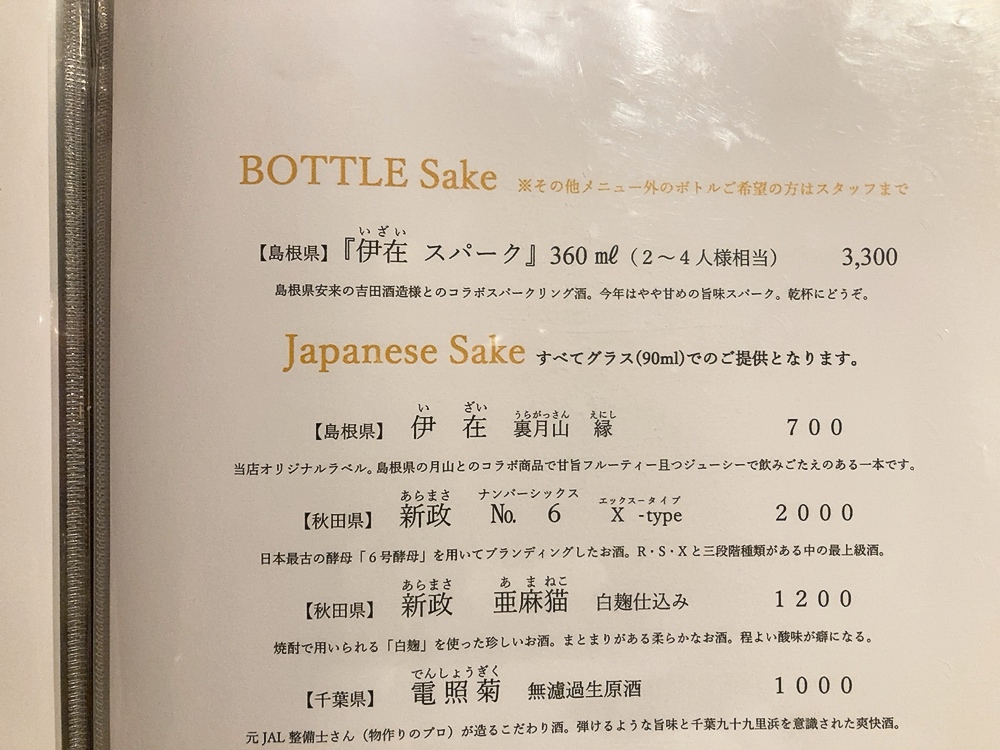 BOTTLE Sake ※その他メニュー外のボトルご希望の方はスタッフまで
いざい
【島根県】『伊在 スパーク』360㎖(2〜4人様相当) 3,300
島根県安来の吉田酒造様とのコラボスパークリング酒。今年はやや甘めの旨味スパーク。乾杯にどうぞ。
Japanese Sake すべてグラス(90ml)でのご提供となります。
い ざい うらがっさん えにし
【島根県】 伊 在 裏月山 縁 700
当店オリジナルラベル。島根県の月山とのコラボ商品で甘旨フルーティー且つジューシーで飲みごたえのある一本です。
あらまさ ナンバーシックス エックスータイプ
【秋田県】 新政 № 6 X -type 2000
日本最古の酵母「6号酵母」を用いてブランディングしたお酒。R・S・Xと三段階種類がある中の最上級酒。
あらまさ あまねこ
【秋田県】 新政 亜麻猫 白麹仕込み 1200
焼酎で用いられる「白麹」を使った珍しいお酒。まとまりがある柔らかなお酒。程よい酸味が癖になる。
でんしょうぎく
【千葉県】 電照菊 無濾過生原酒 1000
元JAL整備士さん(物作りのプロ)が造るこだわり酒。弾けるような旨味と千葉九十九里浜を意識された爽快酒。